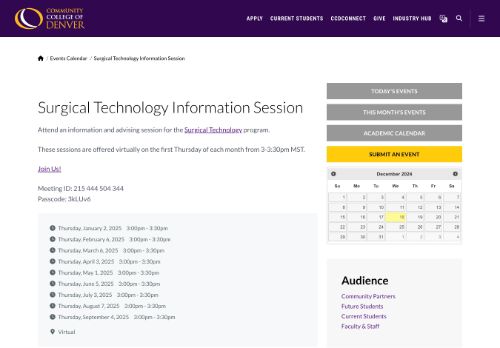 COMMUNITY
COLLEGE OF
DENVER
APPLY CURRENT STUDENTS CCDCONNECT GIVE INDUSTRY HUB
/ Events Calendar / Surgical Technology Information Session
Surgical Technology Information Session
Attend an information and advising session for the Surgical Technology program.
These sessions are offered virtually on the first Thursday of each month from 3-3:30pm MST.
Join Us!
Meeting ID: 215 444 504 344
Passcode: 3kLUv6
Thursday, January 2, 2025 3:00pm - 3:30pm
Thursday, February 6, 2025 3:00pm - 3:30pm
Thursday, March 6, 2025 3:00pm - 3:30pm
Thursday, April 3, 2025 3:00pm - 3:30pm
Thursday, May 1, 2025 3:00pm - 3:30pm
Thursday, June 5, 2025 3:00pm - 3:30pm
Thursday, July 3, 2025 3:00pm - 3:30pm
Thursday, August 7, 2025 3:00pm - 3:30pm
Thursday, September 4, 2025 3:00pm - 3:30pm
Virtual
TODAY'S EVENTS
THIS MONTH'S EVENTS
ACADEMIC CALENDAR
SUBMIT AN EVENT
December 2024
Su Mo Tu We Th Fr Sa
1 2 3 4 5 6 7
8 9 10 11 12 13 14
15 16 17 18 19 20 21
22 23 24 25 26 27 28
29 30 31 1 2 3 4
Audience
Community Partners
Future Students
Current Students
Faculty & Staff